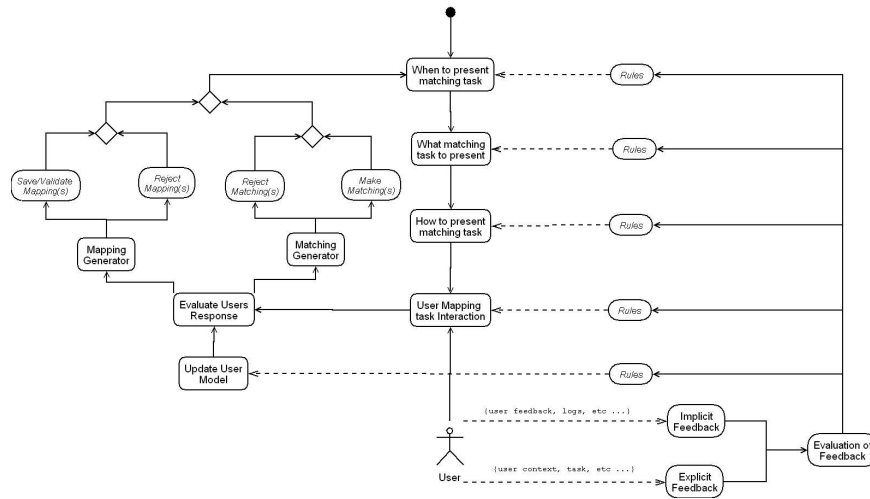 When to present
matching task
Rules
What matching
task to present
Rules
Save/Validate
Mapping(s)
Reject
Mapping(s)
Reject
Matching(s)
Make
Matching(s)
How to present
matching task
Rules
Mapping
Generator
Matching
Generator
Evaluate Users
Response
User Mapping
task Interaction
Rules
Update User
Model
Rules
(user feedback, logs, etc ...)
Implicit
Feedback
Evaluation of
Feedback
User
(user context, task, etc ...)
Explicit
Feedback